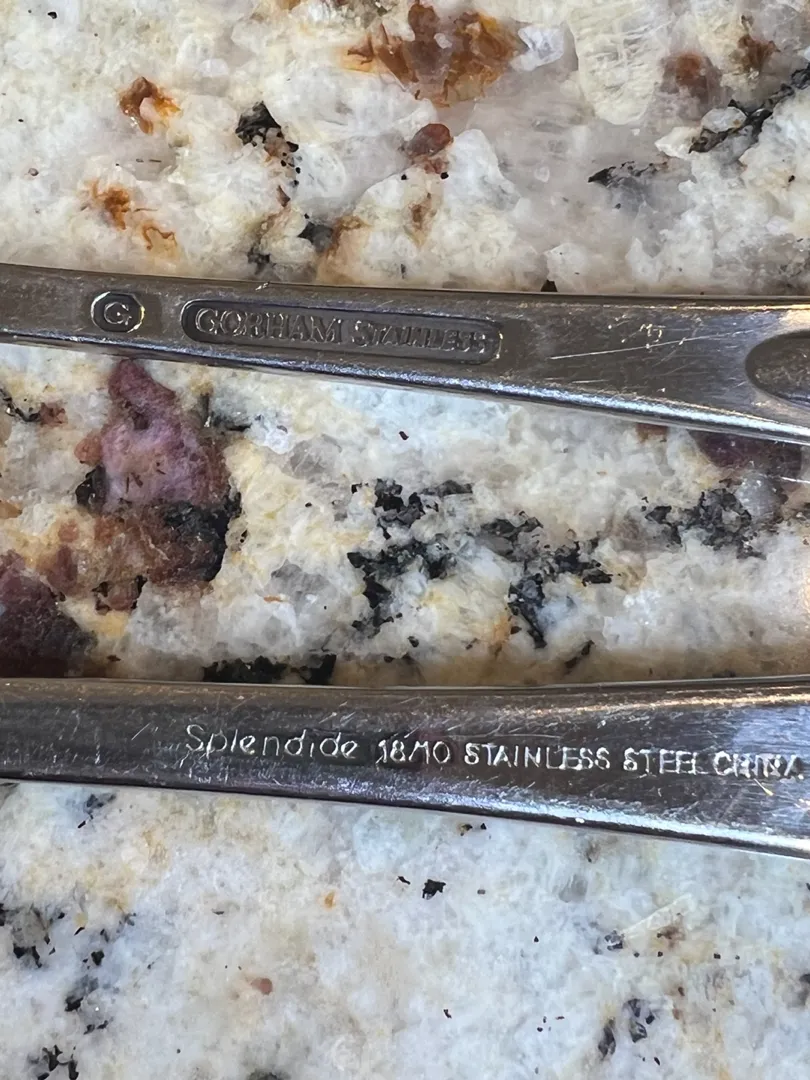 G GORHAM STAINLESS
Splendide 18/10 STAINLESS STEEL CHINA